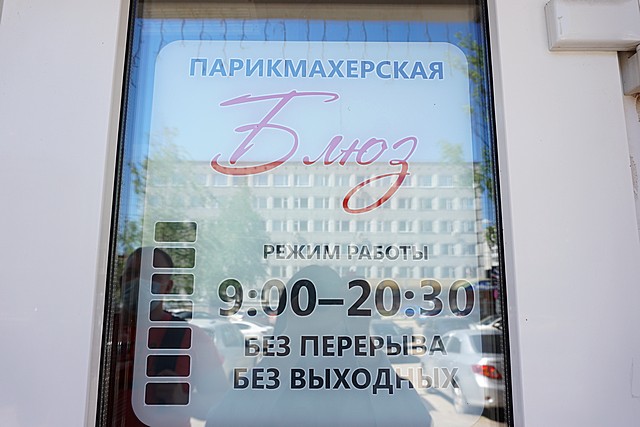 ПАРИКМАХЕРСКАЯ
Блюз
РЕЖИМ РАБОТЫ
9:00–20:30
БЕЗ ПЕРЕРЫВА
БЕЗ ВЫХОДНЫХ